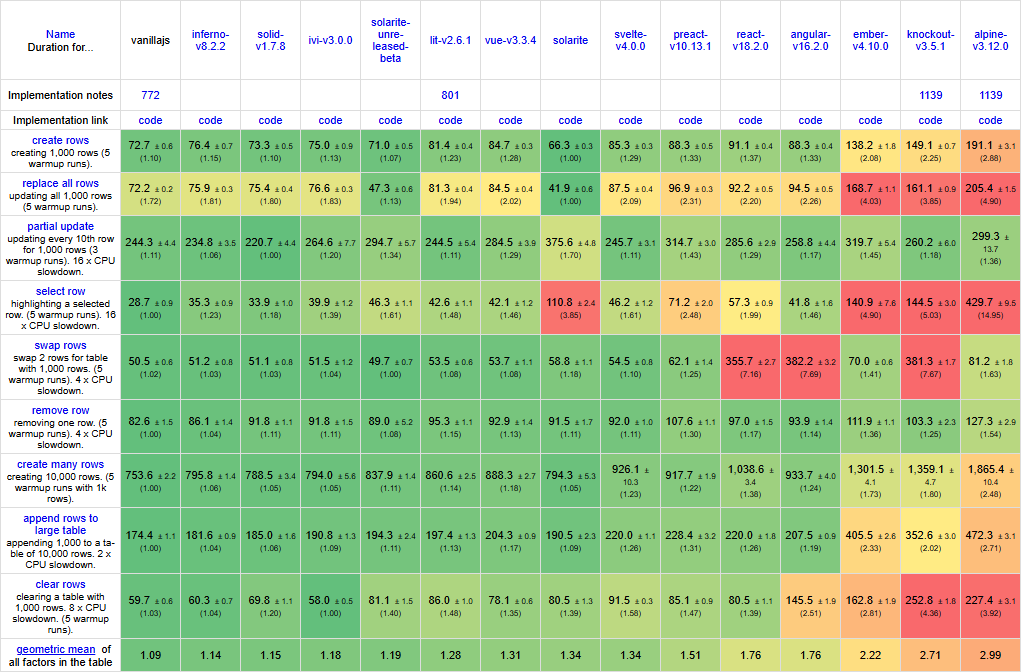 Name
Duration for...
vanillajs
inferno-
v8.2.2
solid-
v1.7.8
ivi-v3.0.0
solarite-
unre-
leased-
beta
lit-v2.6.1
vue-v3.3.4
solarite
svelte-
v4.0.0
preact-
v10.13.1
react-
v18.2.0
angular-
v16.2.0
ember-
v4.10.0
knockout-
v3.5.1
alpine-
v3.12.0
Implementation notes 772 801 1139 1139
Implementation link code code code code code code code code code code code code code code code
create rows
creating 1,000 rows (5
warmup runs).
72.7 ± 0.6 76.4 ± 0.7 73.3 ± 0.5 75.0 ± 0.9 71.0 ± 0.5 81.4 ± 0.4 84.7 ± 0.3 66.3 ± 0.3 85.3 ± 0.3 88.3 ± 0.5 91.1 ± 0.4 88.3 ± 0.4 138.2 ± 1.8 149.1 ± 0.7 191.1 ± 3.1
(1.10) (1.15) (1.10) (1.13) (1.07) (1.23) (1.28) (1.00) (1.29) (1.33) (1.37) (1.33) (2.08) (2.25) (2.88)
replace all rows
updating all 1,000 rows
(5 warmup runs).
72.2 ± 0.2 75.9 ± 0.3 75.4 ± 0.4 76.6 ± 0.3 47.3 ± 0.6 81.3 ± 0.4 84.5 ± 0.4 41.9 ± 0.6 87.5 ± 0.4 96.9 ± 0.3 92.2 ± 0.5 94.5 ± 0.5 168.7 ± 1.1 161.1 ± 0.9 205.4 ± 1.5
(1.72) (1.81) (1.80) (1.83) (1.13) (1.94) (2.02) (1.00) (2.09) (2.31) (2.20) (2.26) (4.03) (3.85) (4.90)
partial update
updating every 10th row
for 1,000 rows (3
warmup runs). 16 x CPU
slowdown.
244.3 ± 4.4 234.8 ± 3.5 220.7 ± 4.4 264.6 ± 7.7 294.7 ± 5.7 244.5 ± 5.4 284.5 ± 3.9 375.6 ± 4.8 245.7 ± 3.1 314.7 ± 3.0 285.6 ± 2.9 258.8 ± 4.4 319.7 ± 5.4 260.2 ± 6.0 299.3 ±
13.7
(1.11) (1.06) (1.00) (1.20) (1.34) (1.11) (1.29) (1.70) (1.11) (1.43) (1.29) (1.17) (1.45) (1.18) (1.36)
select row
highlighting a selected
row. (5 warmup runs). 16
x CPU slowdown.
28.7 ± 0.9 35.3 ± 0.9 33.9 ± 1.0 39.9 ± 1.2 46.3 ± 1.1 42.6 ± 1.1 42.1 ± 1.2 110.8 ± 2.4 46.2 ± 1.2 71.2 ± 2.0 57.3 ± 0.9 41.8 ± 1.6 140.9 ± 7.6 144.5 ± 3.0 429.7 ± 9.5
(1.00) (1.23) (1.18) (1.39) (1.61) (1.48) (1.46) (3.85) (1.61) (2.48) (1.99) (1.46) (4.90) (5.03) (14.95)
swap rows
swap 2 rows for table
with 1,000 rows. (5
warmup runs). 4 x CPU
slowdown.
50.5 ± 0.6 51.2 ± 0.8 51.1 ± 0.8 51.5 ± 1.2 49.7 ± 0.7 53.5 ± 0.6 53.7 ± 1.1 58.8 ± 1.1 54.5 ± 0.8 62.1 ± 1.4 355.7 ± 2.7 382.2 ± 3.2 70.0 ± 0.6 381.3 ± 1.7 81.2 ± 1.8
(1.02) (1.03) (1.03) (1.04) (1.00) (1.08) (1.08) (1.18) (1.10) (1.25) (7.16) (7.69) (1.41) (7.67) (1.63)
remove row
removing one row. (5
warmup runs). 4 x CPU
slowdown.
82.6 ± 1.5 86.1 ± 1.4 91.8 ± 1.1 91.8 ± 1.5 89.0 ± 5.2 95.3 ± 1.1 92.9 ± 1.4 91.5 ± 1.7 92.0 ± 1.0 107.6 ± 1.1 97.0 ± 1.5 93.9 ± 1.4 111.9 ± 1.1 103.3 ± 2.3 127.3 ± 2.9
(1.00) (1.04) (1.11) (1.11) (1.08) (1.15) (1.13) (1.11) (1.11) (1.30) (1.17) (1.14) (1.36) (1.25) (1.54)
create many rows
creating 10,000 rows. (5
warmup runs with 1k
rows).
753.6 ± 2.2 795.8 ± 1.4 788.5 ± 3.4 794.0 ± 5.6 837.9 ± 1.4 860.6 ± 2.5 888.3 ± 2.7 794.3 ± 5.3 926.1 ± 917.7 ± 1.9 1,038.6 ± 933.7 ± 4.0 1,301.5 ± 1,359.1 ± 1,865.4 ±
10.3 3.4 4.1 4.7 10.4
(1.00) (1.06) (1.05) (1.05) (1.11) (1.14) (1.18) (1.05) (1.23) (1.22) (1.38) (1.24) (1.73) (1.80) (2.48)
append rows to
large table
appending 1,000 to a ta-
ble of 10,000 rows. 2 x
CPU slowdown.
174.4 ± 1.1 181.6 ± 0.9 185.0 ± 1.6 190.8 ± 1.3 194.3 ± 2.4 197.4 ± 1.3 204.3 ± 0.9 190.5 ± 2.3 220.0 ± 1.1 228.4 ± 3.2 220.0 ± 1.8 207.5 ± 0.9 405.5 ± 2.6 352.6 ± 3.0 472.3 ± 3.1
(1.00) (1.04) (1.06) (1.09) (1.11) (1.13) (1.17) (1.09) (1.26) (1.31) (1.26) (1.19) (2.33) (2.02) (2.71)
clear rows
clearing a table with
1,000 rows. 8 x CPU
slowdown. (5 warmup
runs).
59.7 ± 0.6 60.3 ± 0.7 69.8 ± 1.1 58.0 ± 0.5 81.1 ± 1.5 86.0 ± 1.0 78.1 ± 0.6 80.5 ± 1.3 91.5 ± 0.3 85.1 ± 0.9 80.5 ± 1.1 145.5 ± 1.9 162.8 ± 1.9 252.8 ± 1.8 227.4 ± 3.1
(1.03) (1.04) (1.20) (1.00) (1.40) (1.48) (1.35) (1.39) (1.58) (1.47) (1.39) (2.51) (2.81) (4.36) (3.92)
geometric mean of
all factors in the table
1.09 1.14 1.15 1.18 1.19 1.28 1.31 1.34 1.34 1.51 1.76 1.76 2.22 2.71 2.99